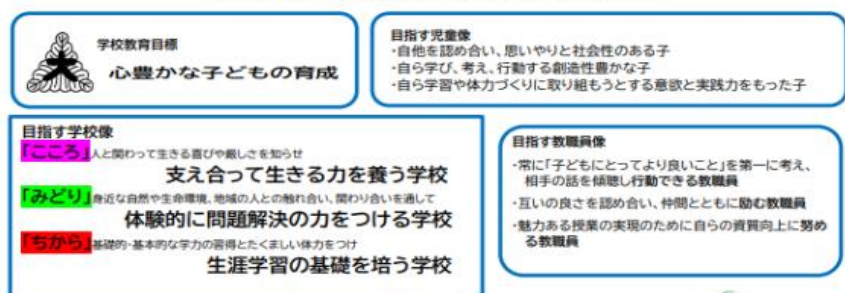 大
学校教育目標
心豊かな子どもの育成
目指す児童像
・自他を認め合い、思いやりと社会性のある子
・自ら学び、考え、行動する創造性豊かな子
・自ら学習や体力づくりに取り組もうとする意欲と実践力をもった子
目指す学校像
「こころ」人と関わって生きる喜びや厳しさを知らせ
支え合って生きる力を養う学校
「みどり」身近な自然や生命環境、地域の人との触れ合い、関わり合いを通して
体験的に問題解決の力をつける学校
「ちから」基礎的・基本的な学力の習得とたくましい体力をつけ
生涯学習の基礎を培う学校
目指す教職員像
・常に「子どもにとってより良いこと」を第一に考え、
相手の話を傾聴し行動できる教職員
・互いの良さを認め合い、仲間とともに励む教職員
・魅力ある授業の実現のために自らの資質向上に努め
る教職員